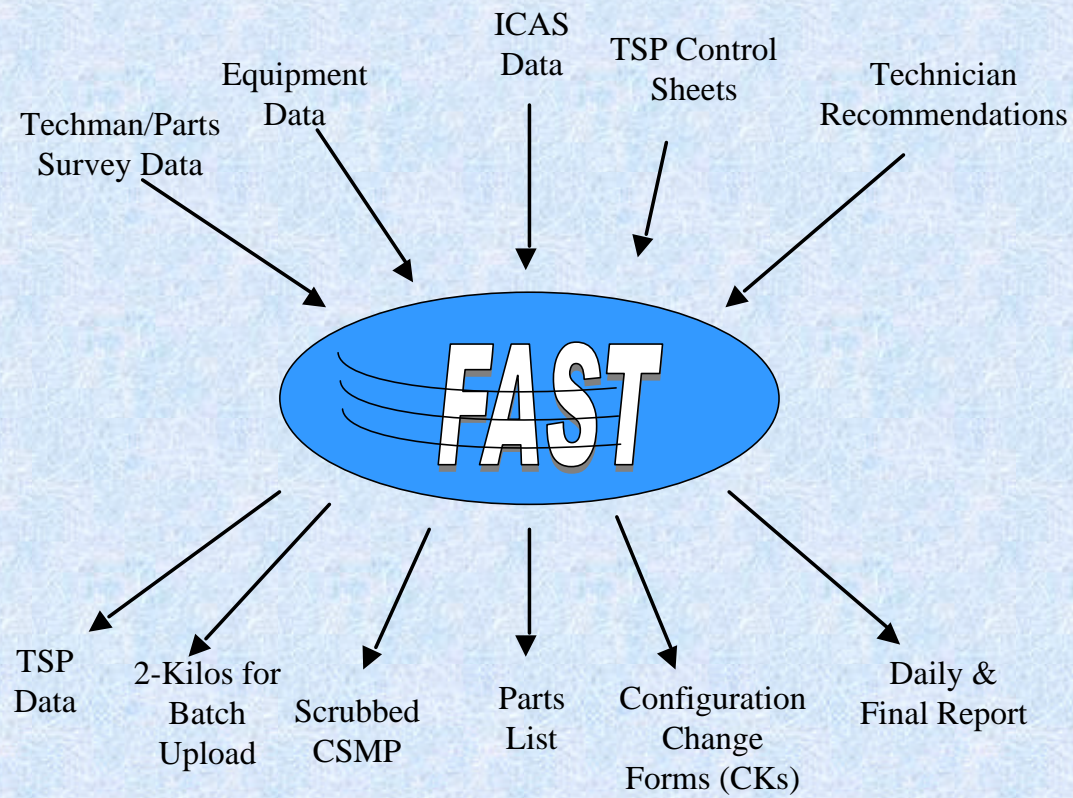 ICAS
Data
TSP Control
Sheets
Equipment
Data
Technician
Recommendations
Techman/Parts
Survey Data
FAST
TSP
Data
2-Kilos for
Batch
Upload
Scrubbed
CSMP
Parts
List
Configuration
Change
Forms (CKs)
Daily &
Final Report